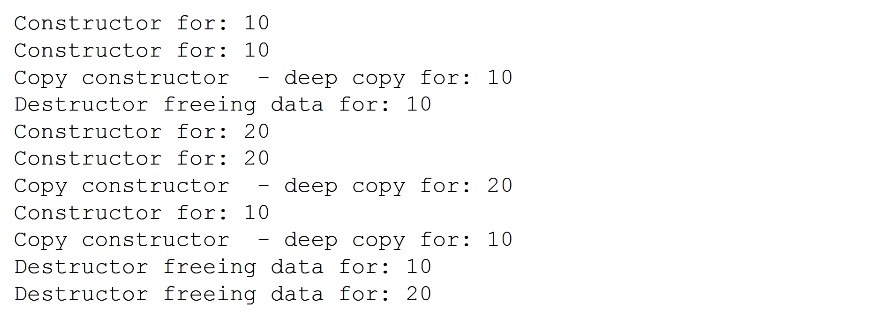 Constructor for: 10
Constructor for: 10
Copy constructor  - deep copy for: 10
Destructor freeing data for: 10
Constructor for: 20
Constructor for: 20
Copy constructor  - deep copy for: 20
Constructor for: 10
Copy constructor  - deep copy for: 10
Destructor freeing data for: 10
Destructor freeing data for: 20